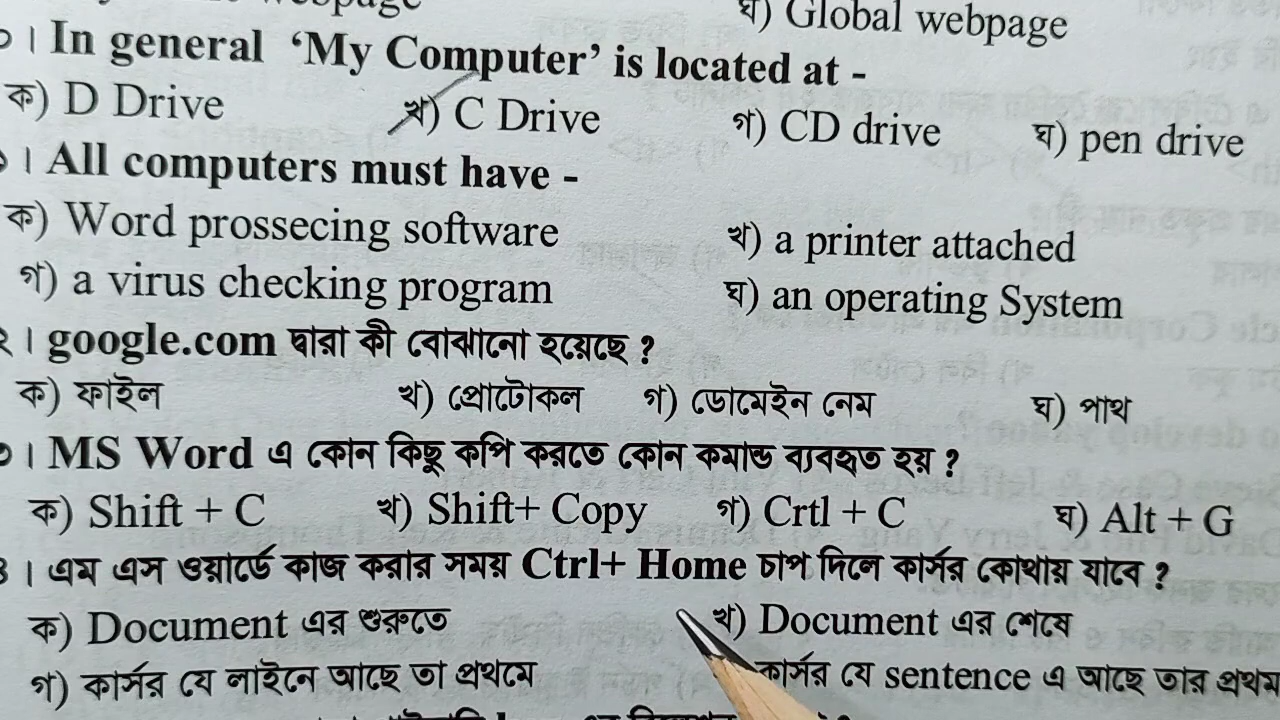 webpage ঘ) Global webpage
। In general ‘My Computer’ is located at -
ক) D Drive খ) C Drive গ) CD drive ঘ) pen drive
। All computers must have -
ক) Word prossecing software খ) a printer attached
গ) a virus checking program ঘ) an operating System
২। google.com দ্বারা কী বোঝানো হয়েছে ?
ক) ফাইল খ) প্রোটোকল গ) ডোমেইন নেম ঘ) পাথ
। MS Word এ কোন কিছু কপি করতে কোন কমান্ড ব্যবহৃত হয় ?
ক) Shift + C খ) Shift+ Copy গ) Crtl + C ঘ) Alt + G
। এম এস ওয়ার্ডে কাজ করার সময় Ctrl+ Home চাপ দিলে কার্সর কোথায় যাবে ?
ক) Document এর শুরুতে খ) Document এর শেষে
গ) কার্সর যে লাইনে আছে তা প্রথমে কার্সর যে sentence এ আছে তার প্রথম